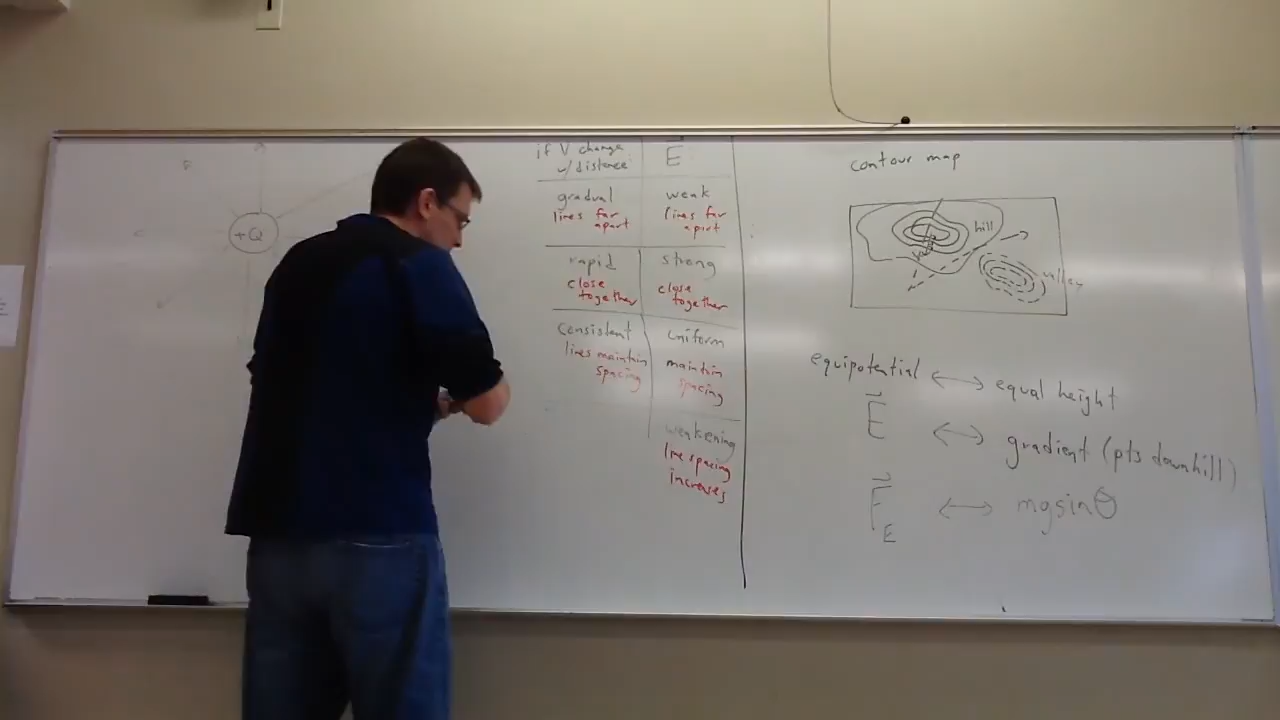 +Q
if V change
w/distance
E
gradual
lines far
apart
weak
lines far
apart
rapid
close
together
strong
close
together
consistent
lines maintain
spacing
uniform
maintain
spacing
weakening
line spacing
increases
contour map
hill
valley
equipotential ↔ equal height
E ↔ gradient (pts downhill)
F_E ↔ mgsinθ